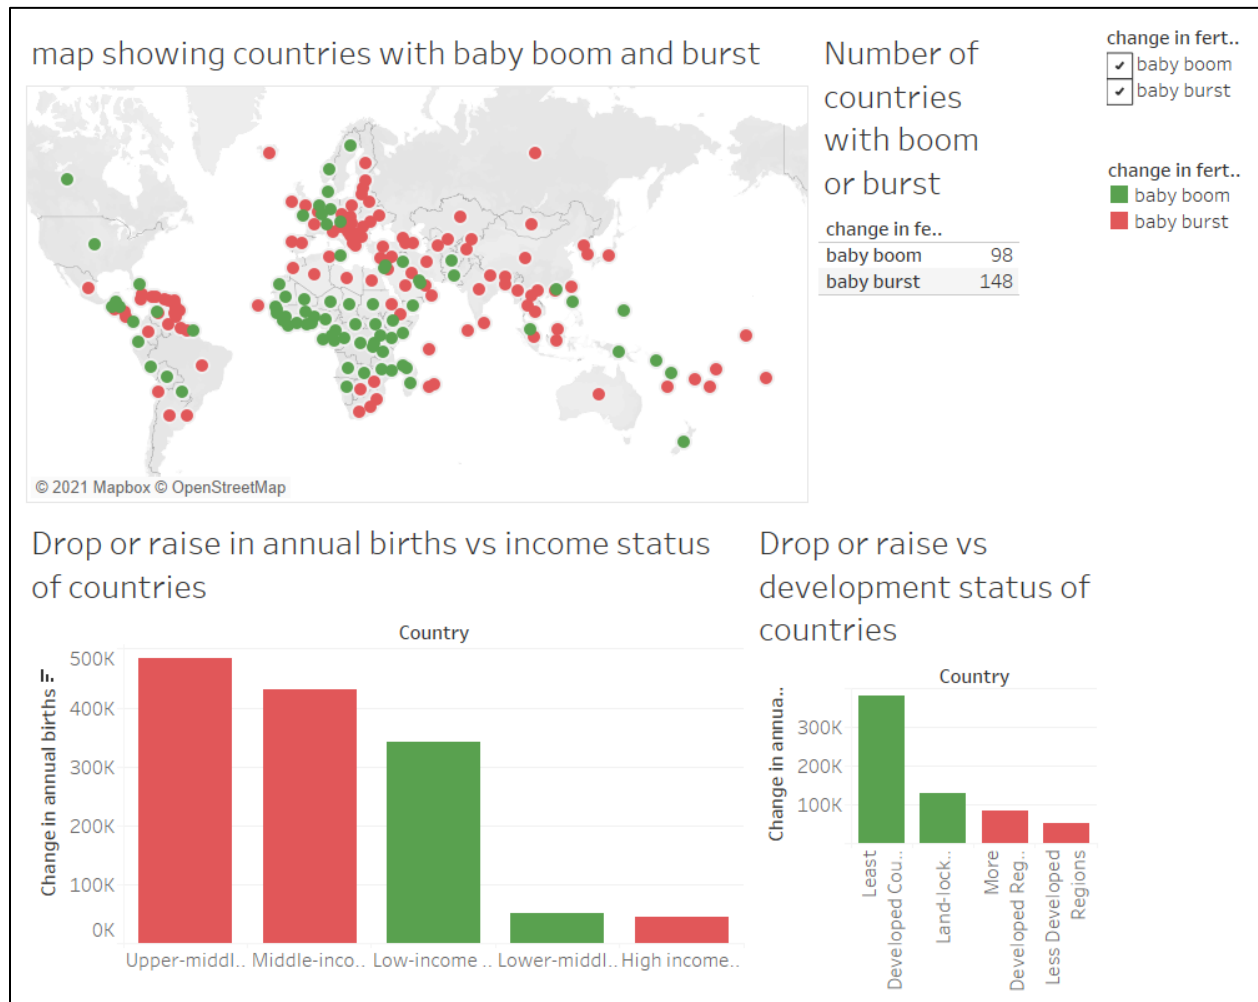 map showing countries with baby boom and burst
© 2021 Mapbox © OpenStreetMap
Number of
countries
with boom
or burst
change in fe..
baby boom 98
baby burst 148
change in fert..
baby boom
baby burst
change in fert..
baby boom
baby burst
Drop or raise in annual births vs income status
of countries
Country
Change in annual births
500K
400K
300K
200K
100K
0K
Upper-middl.. Middle-inco.. Low-income .. Lower-middl.. High income..
Drop or raise vs
development status of
countries
Country
Change in annua..
300K
200K
100K
Least
Developed Cou..
Land-lock..
More
Developed Reg..
Less Developed
Regions